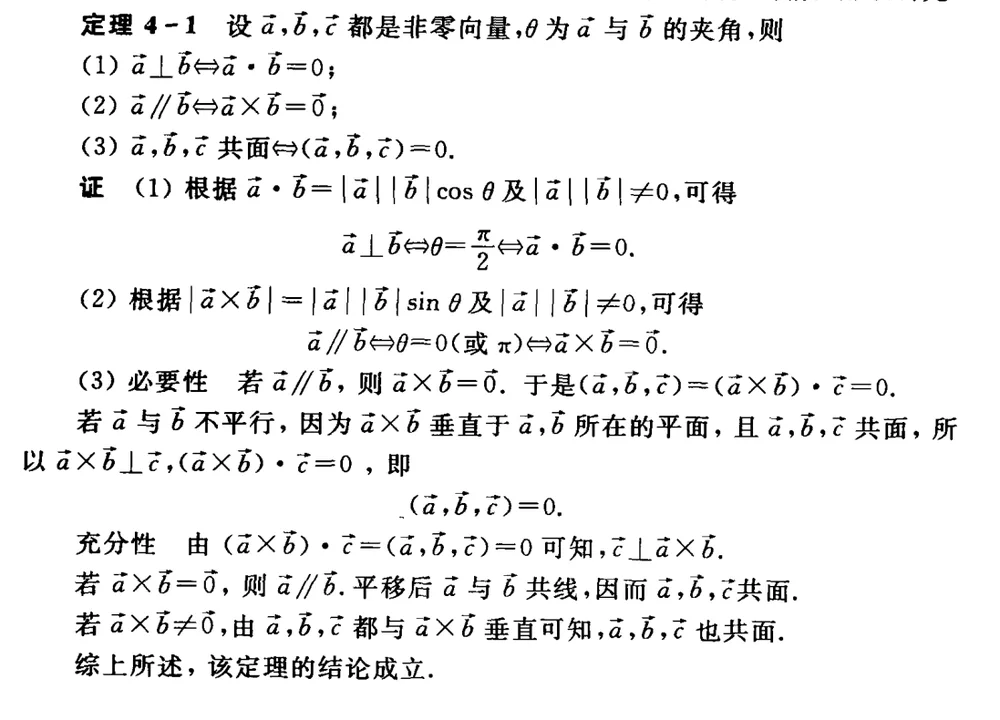 定理 4-1 设 a⃗,b⃗,c⃗ 都是非零向量,θ 为 a⃗ 与 b⃗ 的夹角,则
(1) a⃗⊥b⃗⇔a⃗·b⃗=0;
(2) a⃗∥b⃗⇔a⃗×b⃗=0⃗;
(3) a⃗,b⃗,c⃗ 共面⇔(a⃗,b⃗,c⃗)=0.
证 (1) 根据 a⃗·b⃗=|a⃗||b⃗|cos θ 及|a⃗||b⃗|≠0,可得
a⃗⊥b⃗⇔θ=π/2⇔a⃗·b⃗=0.
(2) 根据|a⃗×b⃗|=|a⃗||b⃗|sin θ 及|a⃗||b⃗|≠0,可得
a⃗∥b⃗⇔θ=0(或 π)⇔a⃗×b⃗=0⃗.
(3) 必要性 若 a⃗∥b⃗, 则 a⃗×b⃗=0⃗. 于是(a⃗,b⃗,c⃗)=(a⃗×b⃗)·c⃗=0.
若 a⃗ 与 b⃗ 不平行, 因为 a⃗×b⃗ 垂直于 a⃗,b⃗ 所在的平面, 且 a⃗,b⃗,c⃗ 共面, 所
以 a⃗×b⃗⊥c⃗,(a⃗×b⃗)·c⃗=0 , 即
(a⃗,b⃗,c⃗)=0.
充分性 由 (a⃗×b⃗)·c⃗=(a⃗,b⃗,c⃗)=0 可知,c⃗⊥a⃗×b⃗.
若 a⃗×b⃗=0⃗, 则 a⃗∥b⃗.平移后 a⃗ 与 b⃗ 共线,因而 a⃗,b⃗,c⃗共面.
若 a⃗×b⃗≠0⃗,由 a⃗,b⃗,c⃗ 都与 a⃗×b⃗ 垂直可知,a⃗,b⃗,c⃗ 也共面.
综上所述, 该定理的结论成立.